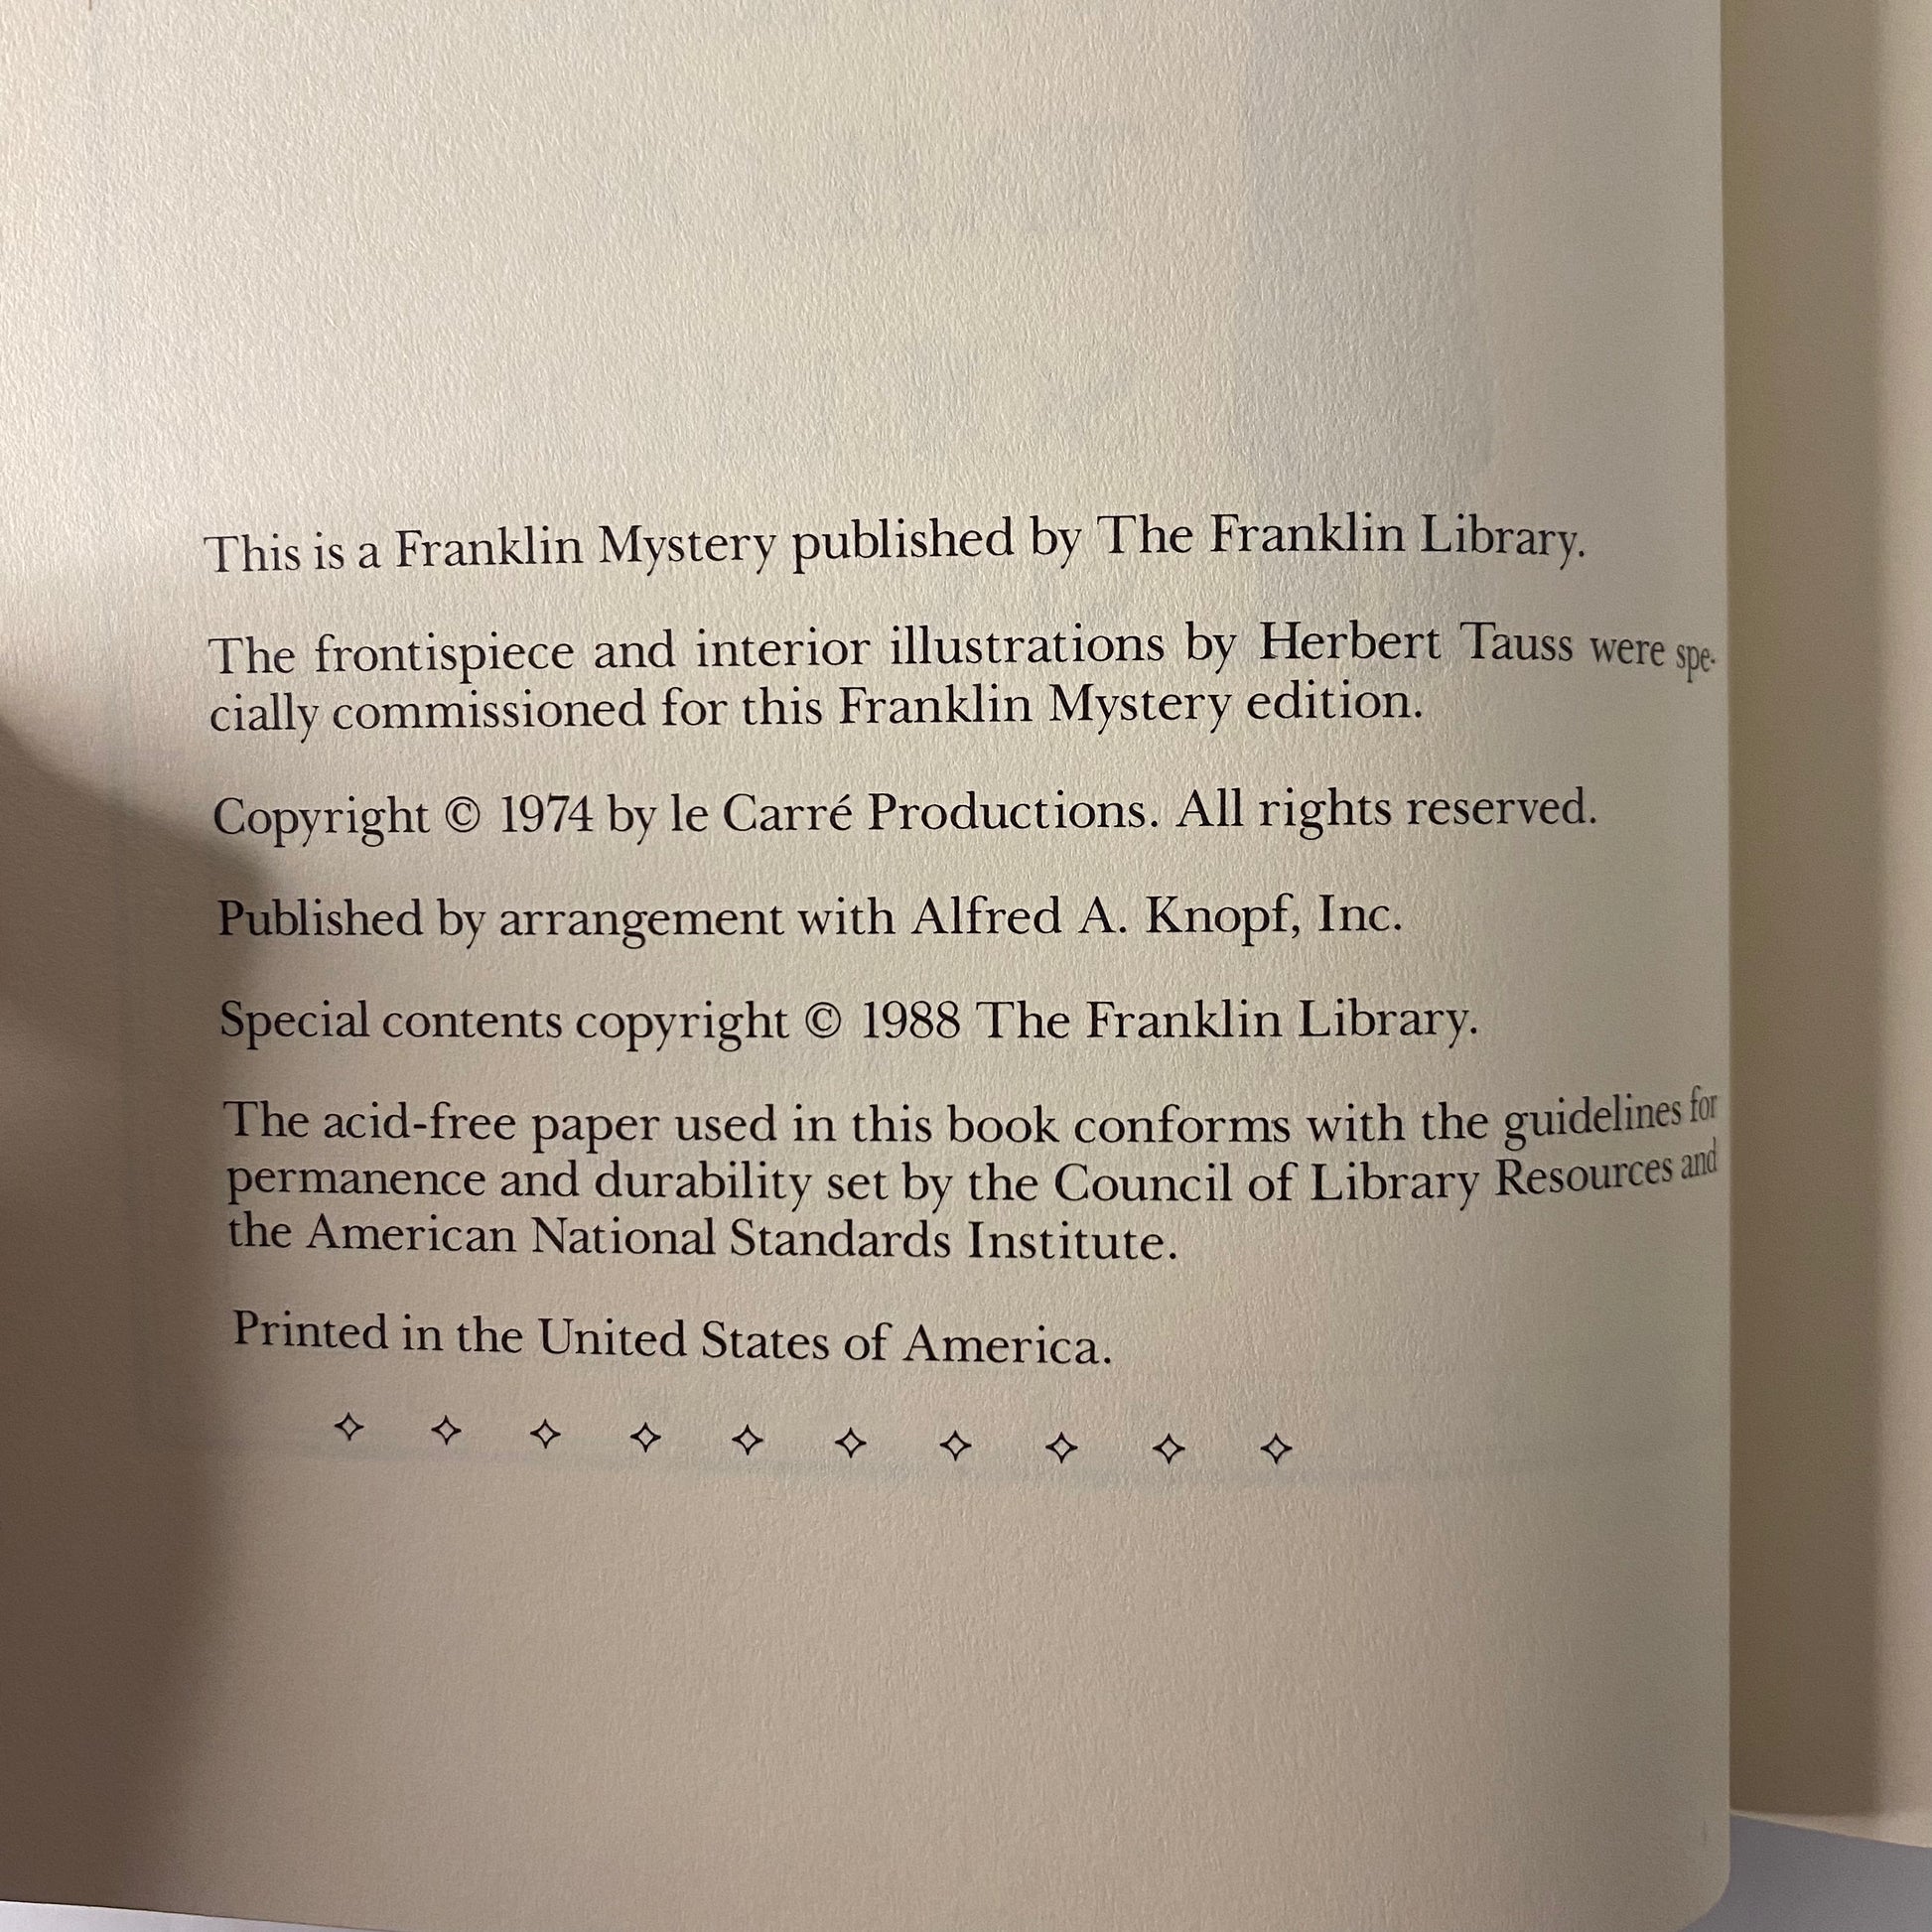 This is a Franklin Mystery published by The Franklin Library.
The frontispiece and interior illustrations by Herbert Tauss were spe-
cially commissioned for this Franklin Mystery edition.
Copyright © 1974 by le Carré Productions. All rights reserved.
Published by arrangement with Alfred A. Knopf, Inc.
Special contents copyright © 1988 The Franklin Library.
The acid-free paper used in this book conforms with the guidelines for
permanence and durability set by the Council of Library Resources and
the American National Standards Institute.
Printed in the United States of America.